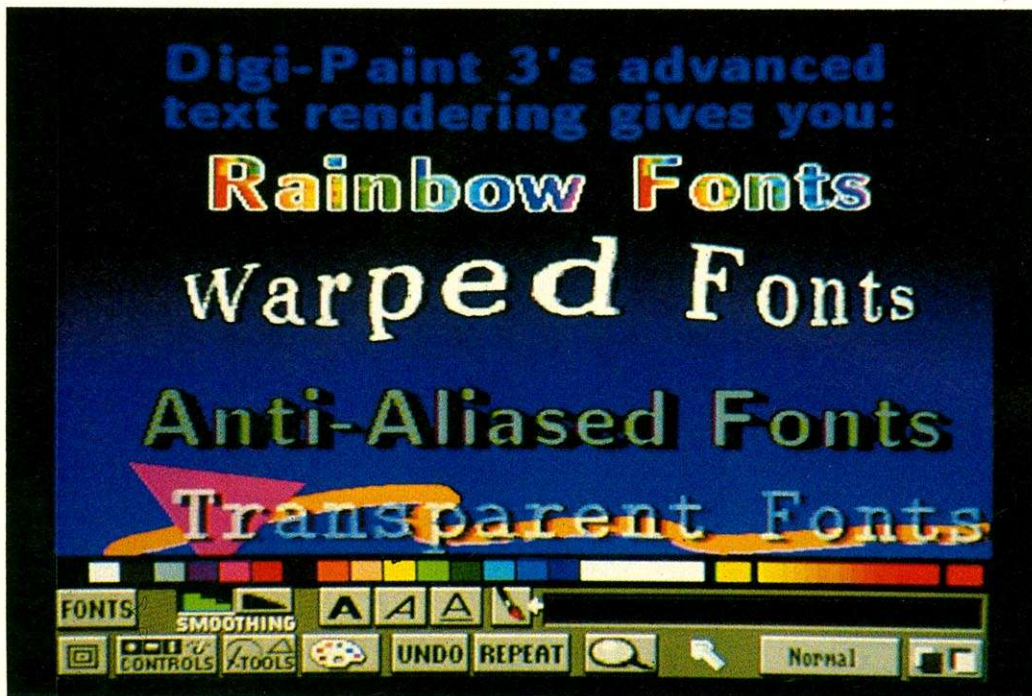 Digi-Paint 3's advanced
text rendering gives you:
Rainbow Fonts
Warped Fonts
Anti-Aliased Fonts
Transparent Fonts
FONTS
SMOOTHING
A A A
CONTROLS TOOLS UNDO REPEAT Normal